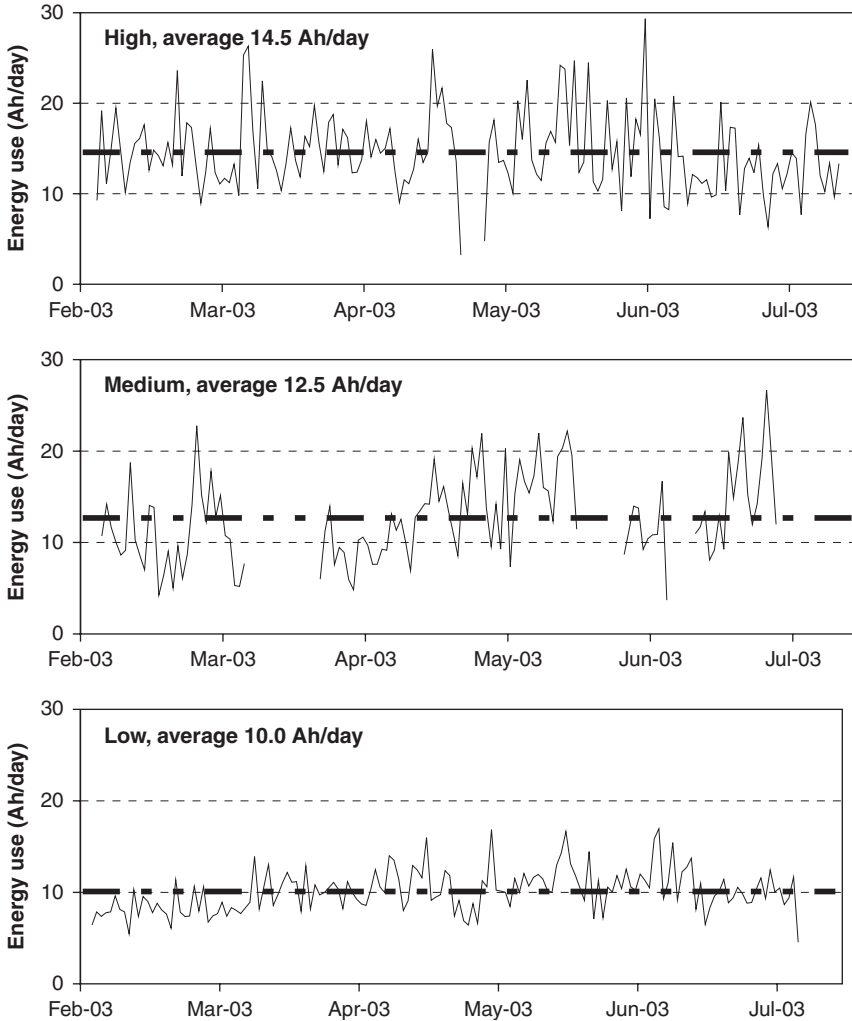 High, average 14.5 Ah/day
Energy use (Ah/day)
30
20
10
0
Feb-03 Mar-03 Apr-03 May-03 Jun-03 Jul-03
Medium, average 12.5 Ah/day
Energy use (Ah/day)
30
20
10
0
Feb-03 Mar-03 Apr-03 May-03 Jun-03 Jul-03
Low, average 10.0 Ah/day
Energy use (Ah/day)
30
20
10
0
Feb-03 Mar-03 Apr-03 May-03 Jun-03 Jul-03